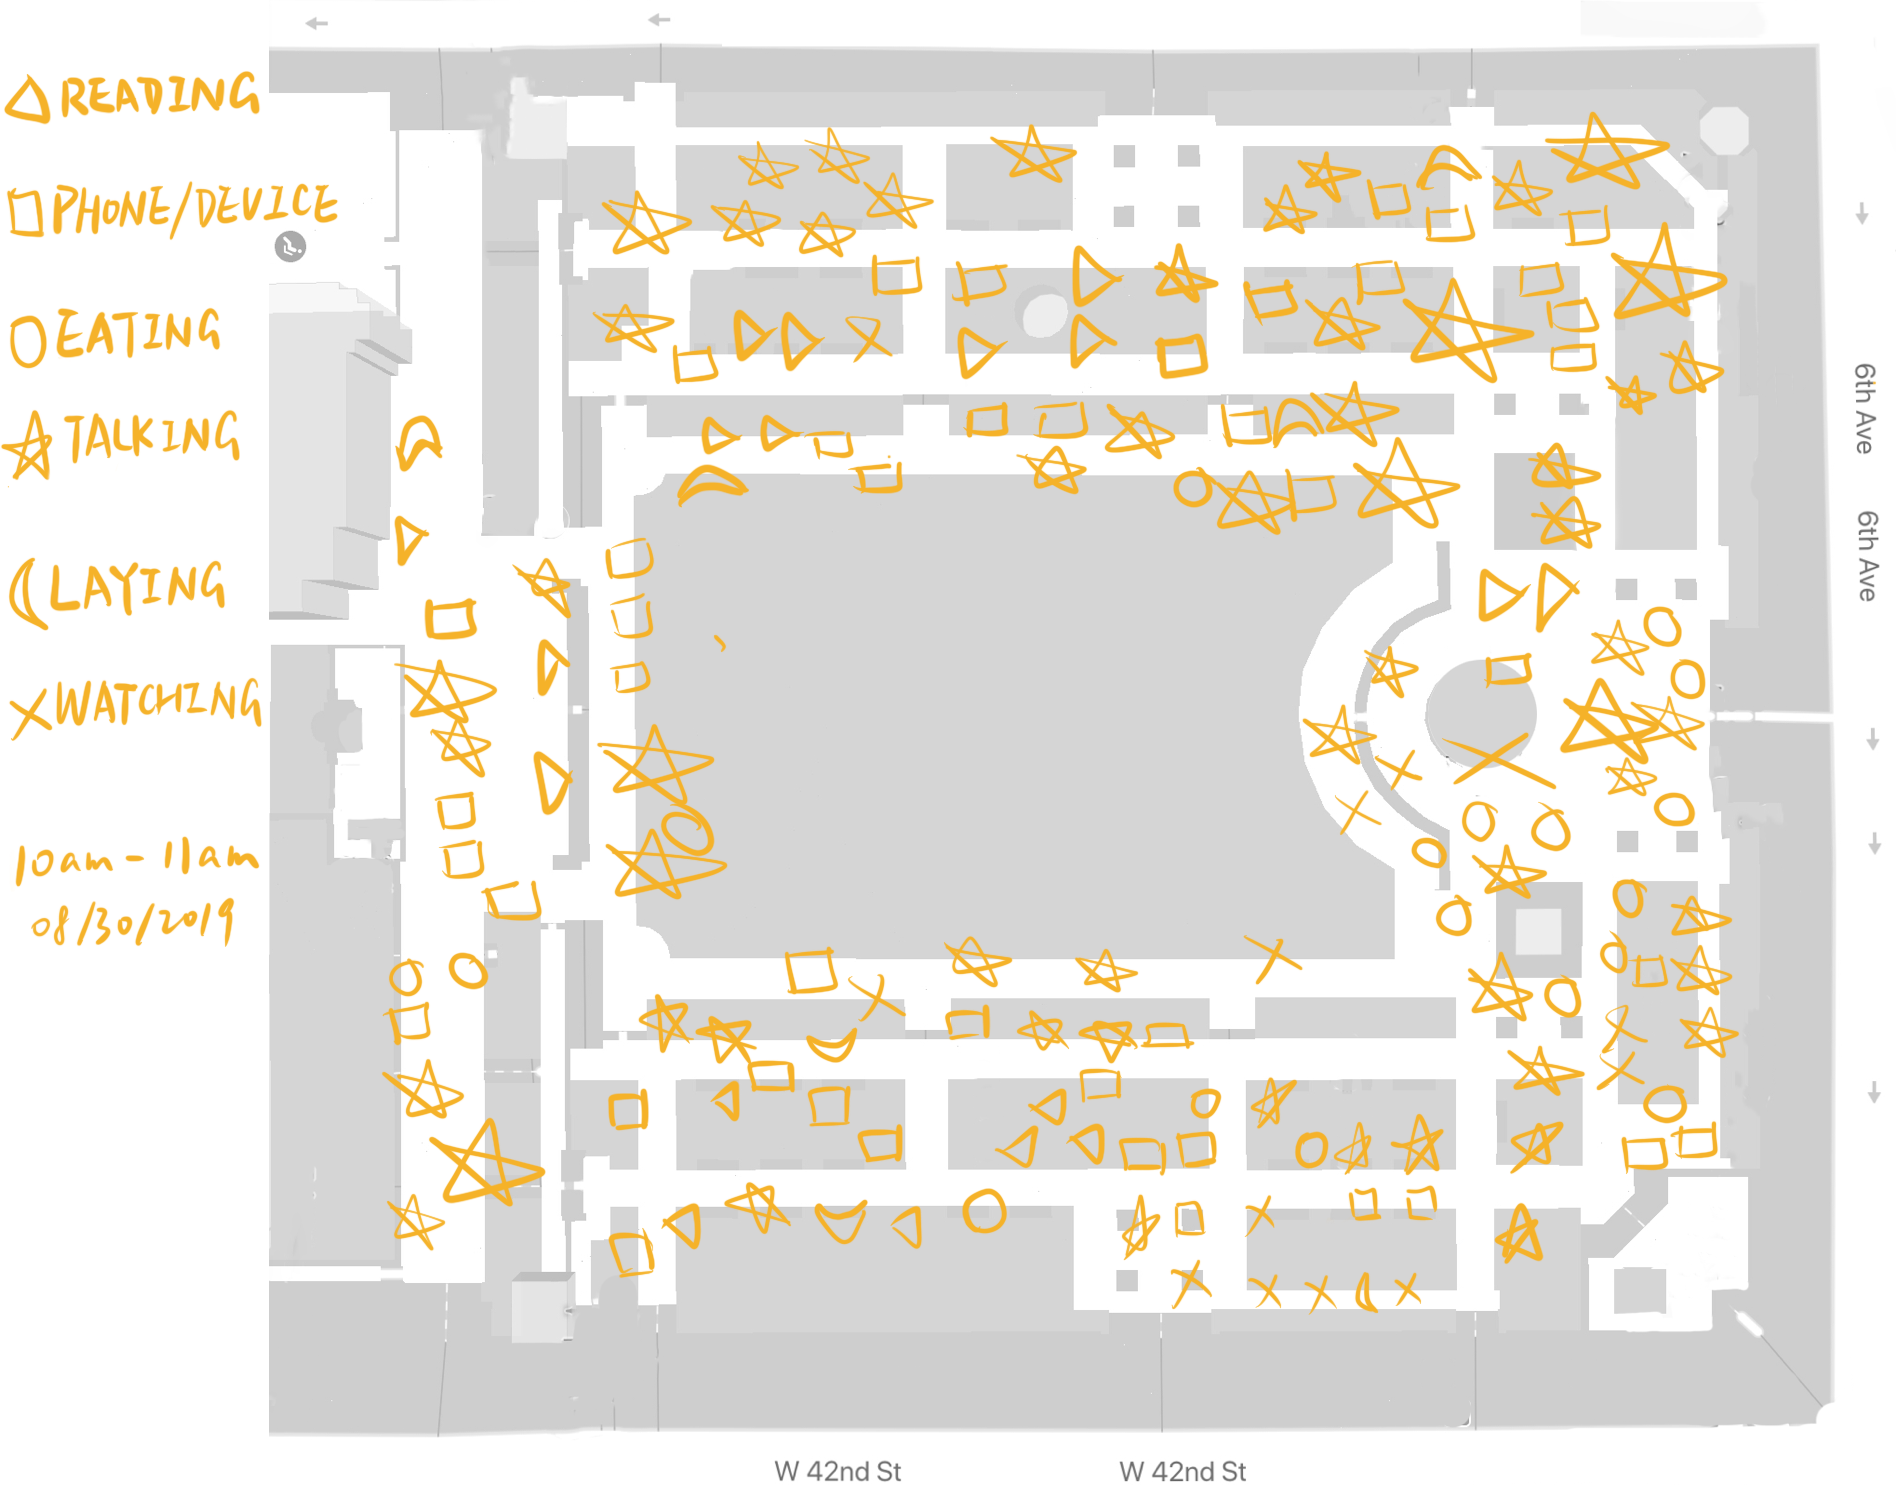 READING
PHONE/DEVICE
EATING
TALKING
LAYING
WATCHING
10am - 11am
08/30/2019
6th Ave
6th Ave
W 42nd St
W 42nd St